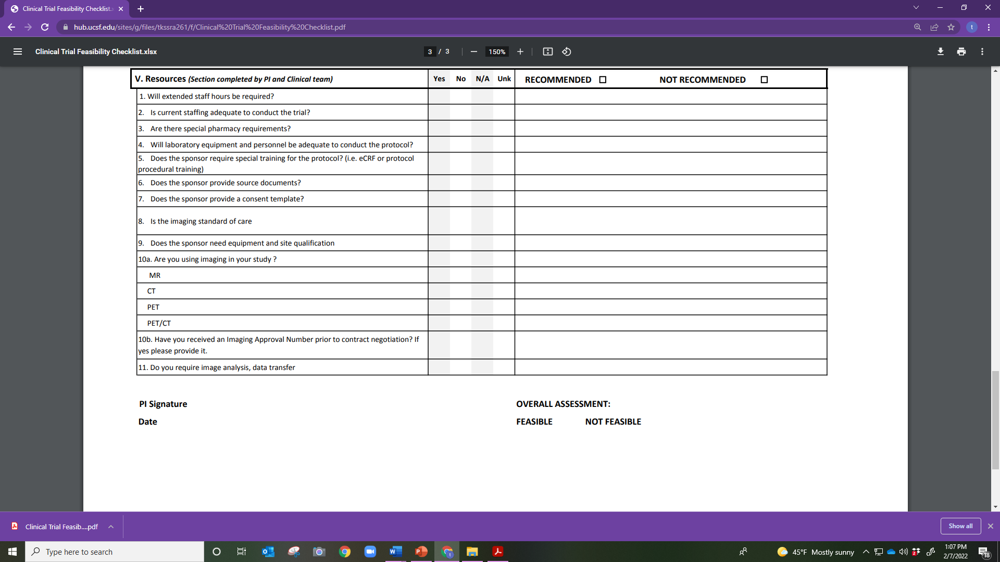 Clinical Trial Feasibility Checklist.
hub.ucsf.edu/sites/g/files/tkssra261/f/Clinical%20Trial%20Feasibility%20Checklist.pdf
t
Clinical Trial Feasibility Checklist.xlsx
3 / 3
150%
V. Resources (Section completed by PI and Clinical team) Yes No N/A Unk RECOMMENDED NOT RECOMMENDED
1. Will extended staff hours be required?
2. Is current staffing adequate to conduct the trial?
3. Are there special pharmacy requirements?
4. Will laboratory equipment and personnel be adequate to conduct the protocol?
5. Does the sponsor require special training for the protocol? (i.e. eCRF or protocol
procedural training)
6. Does the sponsor provide source documents?
7. Does the sponsor provide a consent template?
8. Is the imaging standard of care
9. Does the sponsor need equipment and site qualification
10a. Are you using imaging in your study ?
MR
CT
PET
PET/CT
10b. Have you received an Imaging Approval Number prior to contract negotiation? If
yes please provide it.
11. Do you require image analysis, data transfer
PI Signature OVERALL ASSESSMENT:
Date FEASIBLE NOT FEASIBLE
Clinical Trial Feasib....pdf
Show all
Type here to search
45°F Mostly sunny
1:07 PM
2/7/2022
18